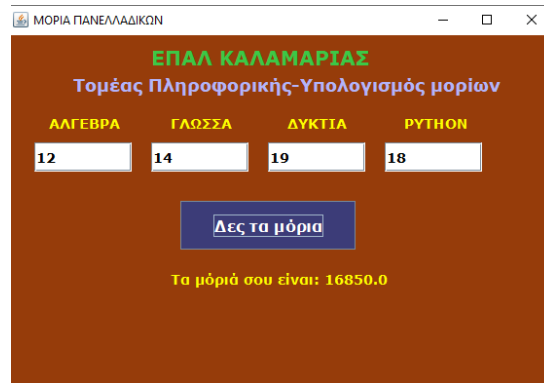 ΜΟΡΙΑ ΠΑΝΕΛΛΑΔΙΚΩΝ
ΕΠΑΛ ΚΑΛΑΜΑΡΙΑΣ
Τομέας Πληροφορικής-Υπολογισμός μορίων
ΑΛΓΕΒΡΑ ΓΛΩΣΣΑ ΔΥΚΤΙΑ PYTHON
12 14 19 18
Δες τα μόρια
Τα μόριά σου είναι: 16850.0